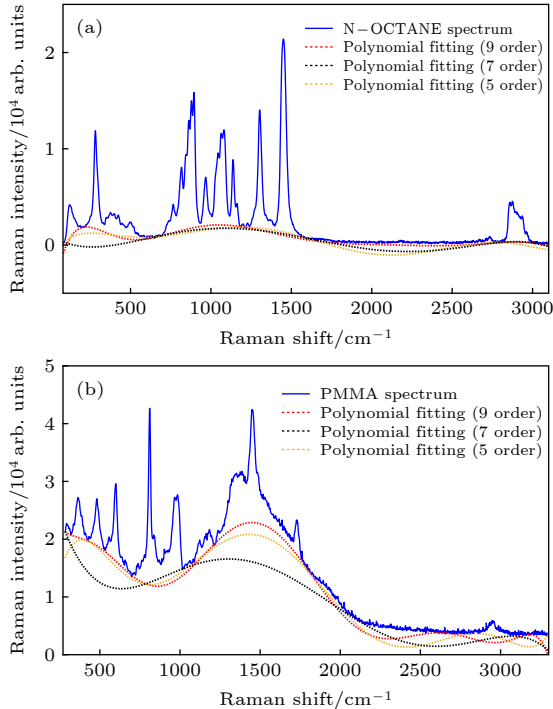 (a)
N−OCTANE spectrum
Polynomial fitting (9 order)
Polynomial fitting (7 order)
Polynomial fitting (5 order)
Raman intensity/10⁴ arb. units
2
1
0
500
1000
1500
2000
2500
3000
Raman shift/cm⁻¹
(b)
PMMA spectrum
Polynomial fitting (9 order)
Polynomial fitting (7 order)
Polynomial fitting (5 order)
Raman intensity/10⁴ arb. units
5
4
3
2
1
0
500
1000
1500
2000
2500
3000
Raman shift/cm⁻¹